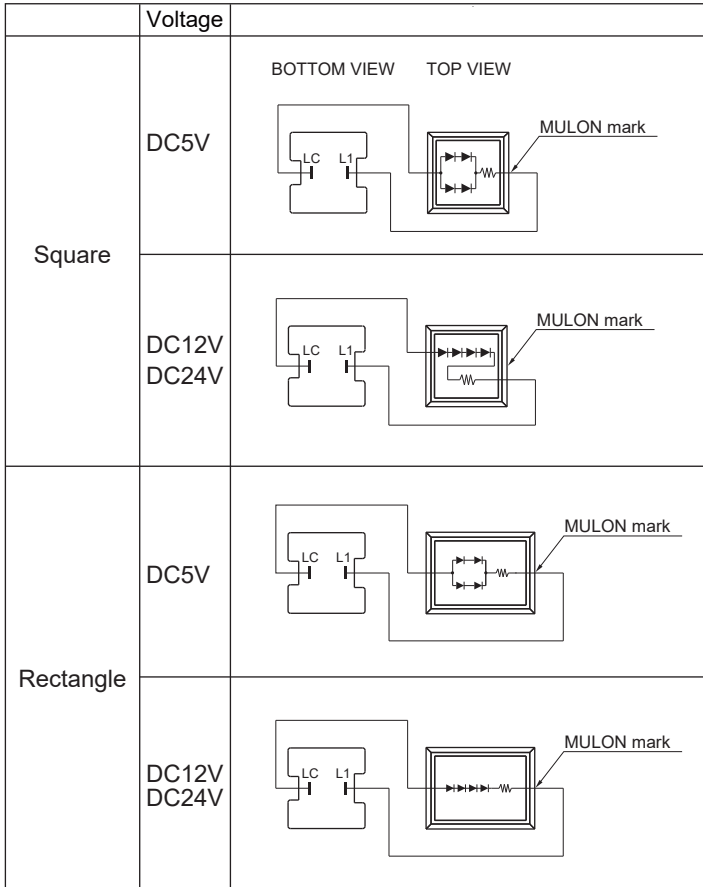 Voltage
Square
DC5V
BOTTOM VIEW TOP VIEW
LC L1
MULON mark
DC12V
DC24V
LC L1
MULON mark
Rectangle
DC5V
LC L1
MULON mark
DC12V
DC24V
LC L1
MULON mark